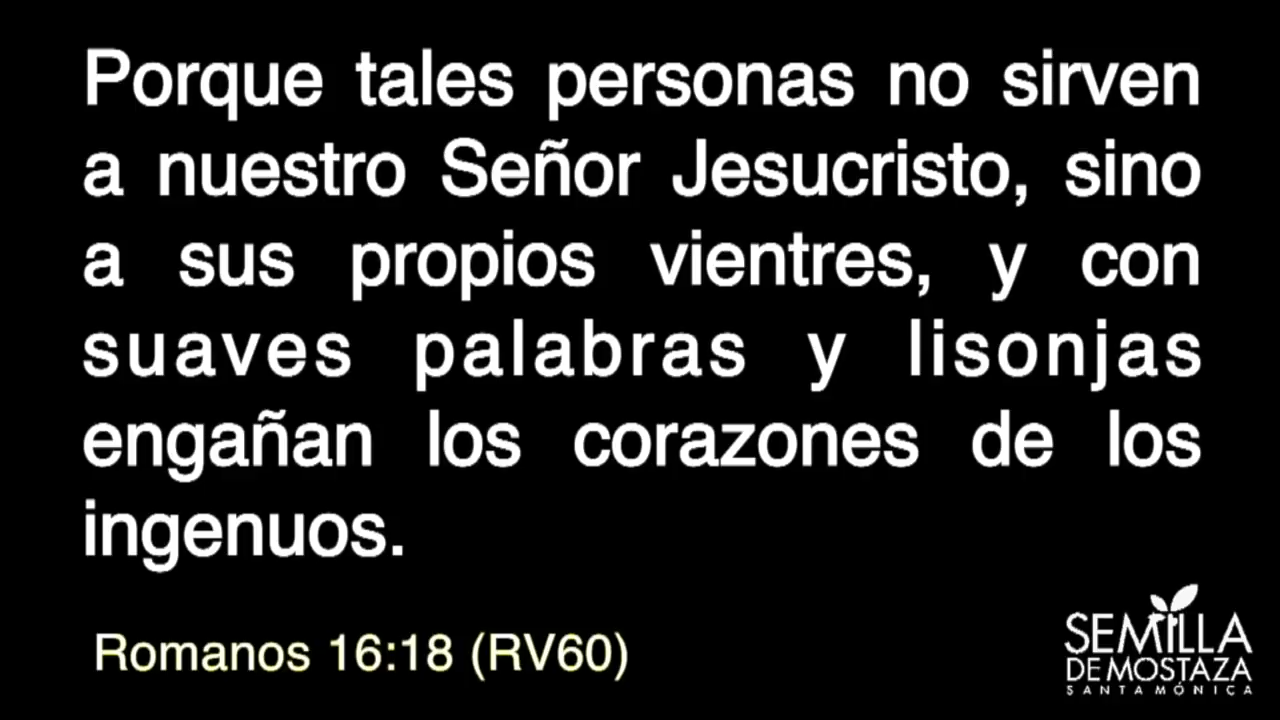 Porque tales personas no sirven
a nuestro Señor Jesucristo, sino
a sus propios vientres, y con
suaves palabras y lisonjas
engañan los corazones de los
ingenuos.
Romanos 16:18 (RV60)
SEMILLA
DE MOSTAZA
SANTA MÓNICA